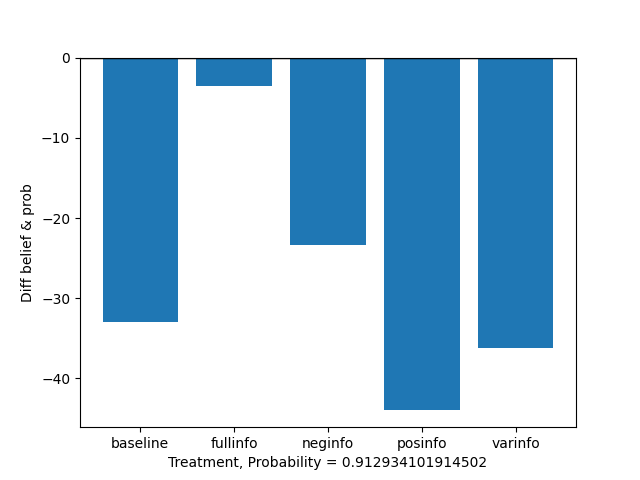 0
−10
−20
−30
−40
Diff belief & prob
baseline fullinfo neginfo posinfo varinfo
Treatment, Probability = 0.912934101914502